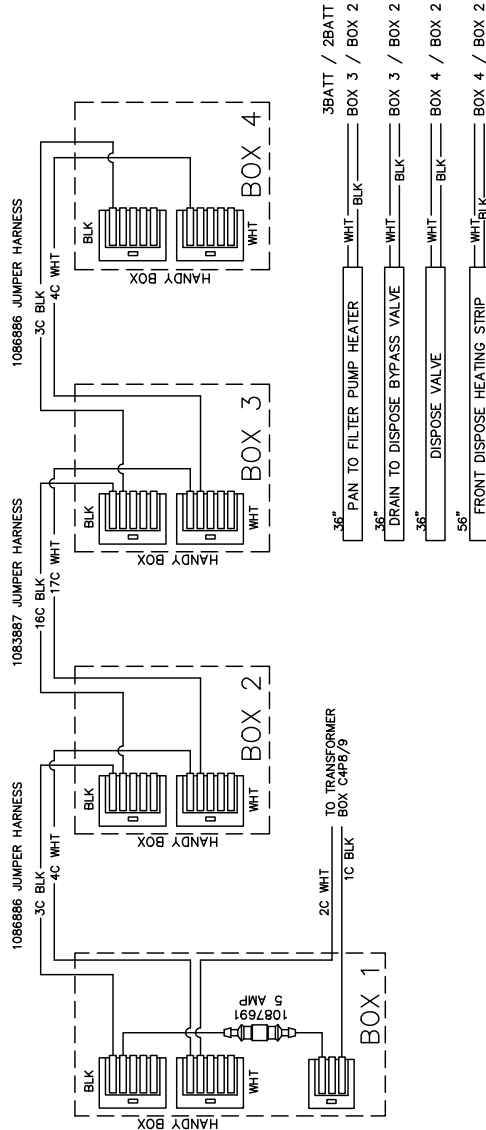 1086886 JUMPER HARNESS
3C BLK
4C WHT
1083887 JUMPER HARNESS
16C BLK
17C WHT
1086886 JUMPER HARNESS
3C BLK
4C WHT
BLK
WHT
HANDY BOX
BOX 1
1087691
5 AMP
2C WHT
1C BLK
TO TRANSFORMER
BOX C4P8/9
BLK
WHT
HANDY BOX
BOX 2
BLK
WHT
HANDY BOX
BOX 3
BLK
WHT
HANDY BOX
BOX 4
3BATT / 2BATT
36" PAN TO FILTER PUMP HEATER WHT BLK BOX 3 / BOX 2
36" DRAIN TO DISPOSE BYPASS VALVE WHT BLK BOX 3 / BOX 2
36" DISPOSE VALVE WHT BLK BOX 4 / BOX 2
56" FRONT DISPOSE HEATING STRIP WHT BLK BOX 4 / BOX 2